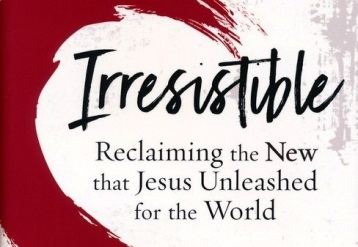 Irresistible
Reclaiming the New
that Jesus Unleashed
for the World